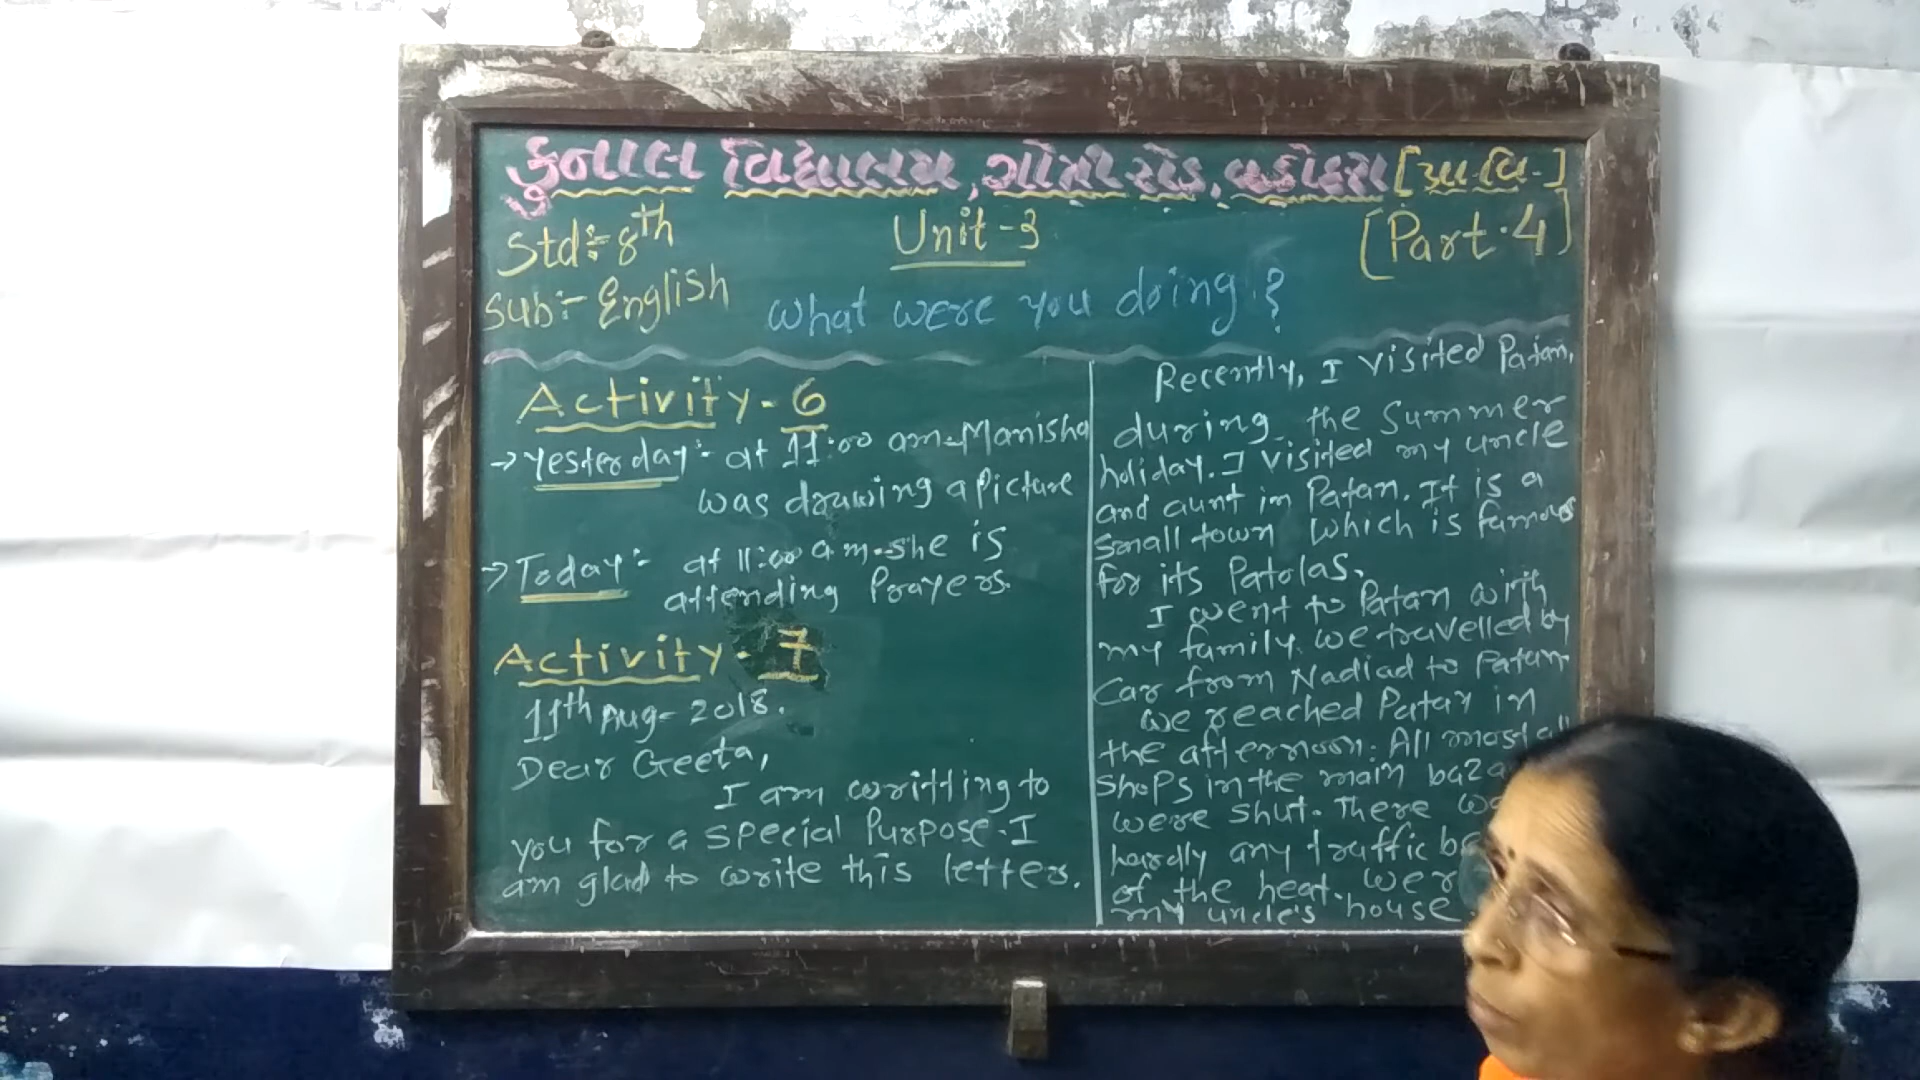 કુનાલ વિદ્યાલય, ગોત્રી રોડ, વડોદરા [ઉ.વિ.]
Std:- 8th
Unit-3
[Part.4]
Sub:- English
What were you doing?
Activity-6
→Yesterday:- at 11:00 am-Manisha
was drawing a Picture
→Today:- at 11:00 am-she is
attending Prayers.
Activity-7
11th Aug-2018.
Dear Geeta,
I am writting to
you for a special Purpose. I
am glad to write this letter.
Recently, I visited Patan,
during the Summer
holiday. I visited my uncle
and aunt in Patan. It is a
small town which is famous
for its Patolas.
I went to Patan with
my family. we travelled by
Car from Nadiad to Patan
we reached Patan in
the afternoon. All most all
shops in the main
were shut. There
hardly any traffic
of the heat.
my uncle's house